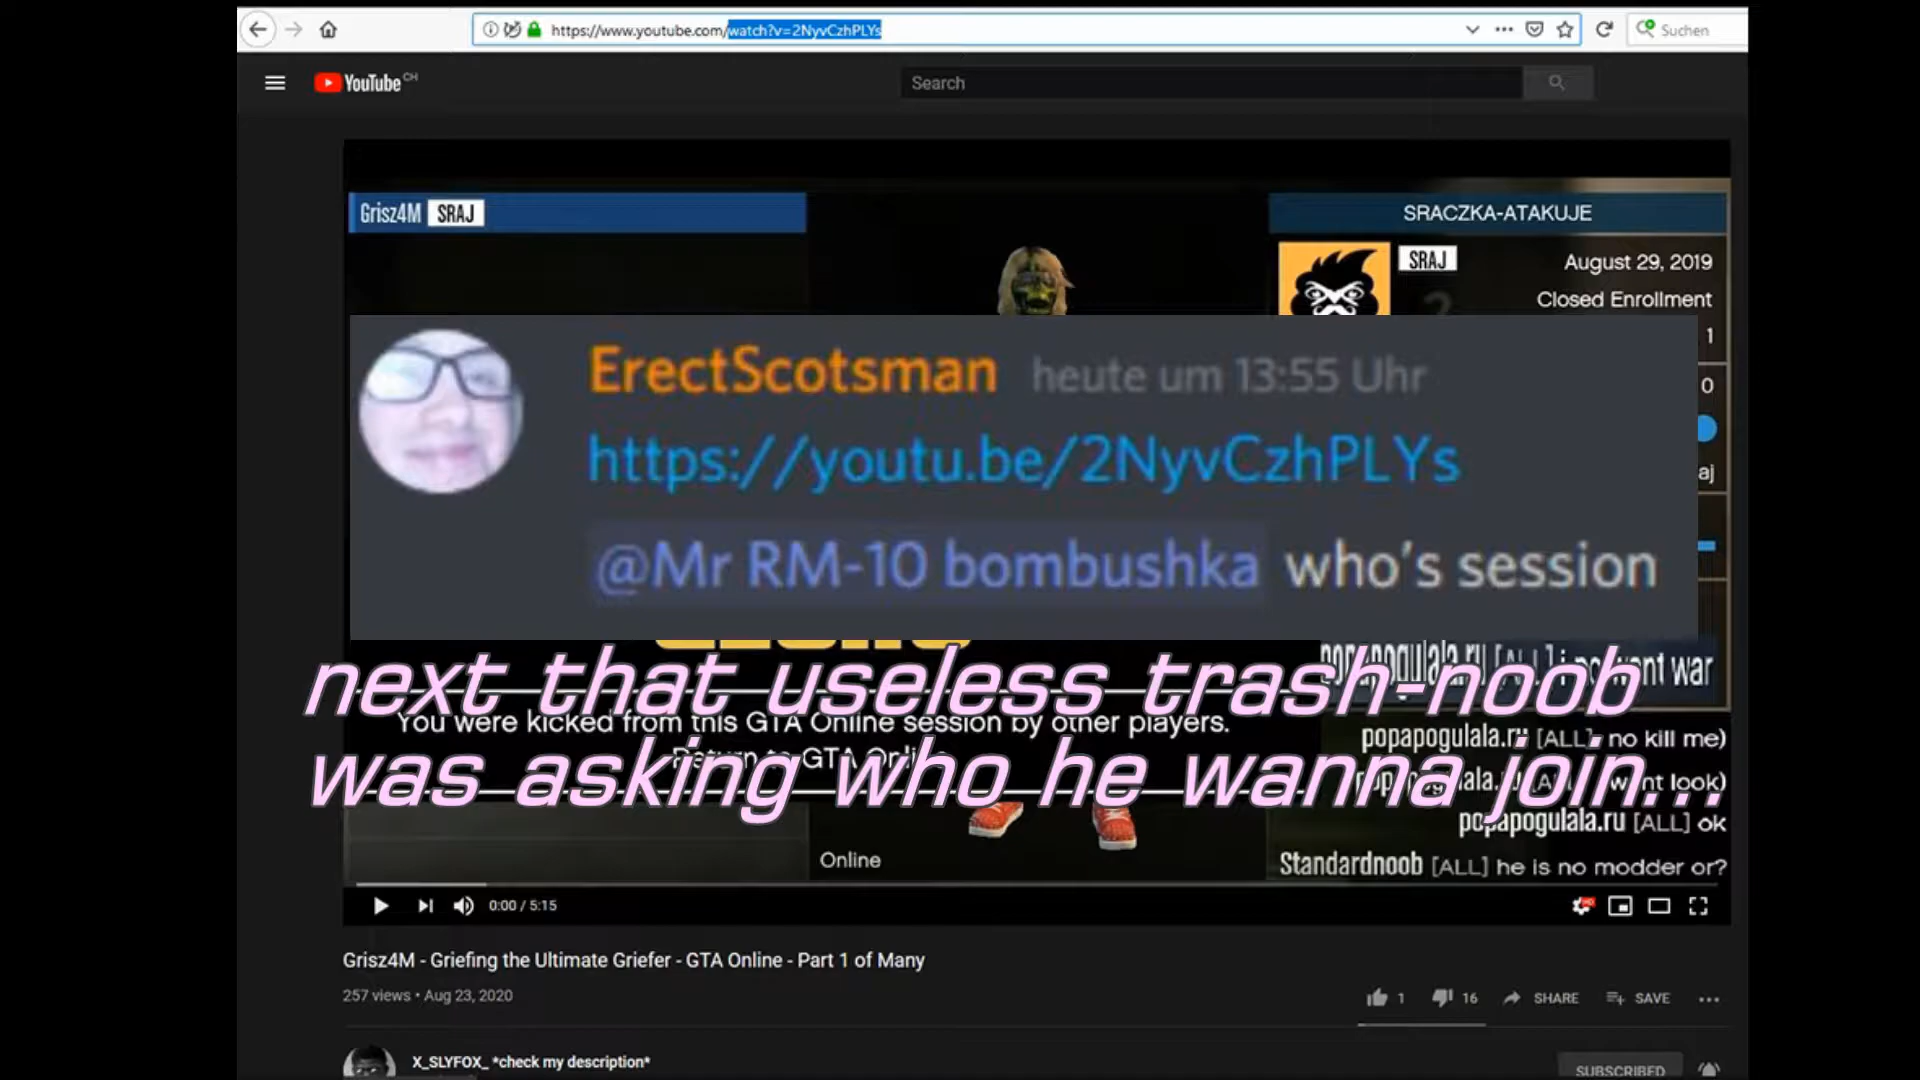 https://www.youtube.com/watch?v=2NyvCzhPLYs
Suchen
YouTube CH
Search
Grisz4M SRAJ
SRACZKA-ATAKUJE
SRAJ
August 29, 2019
Closed Enrollment
1
0
aj
ErectScotsman heute um 13:55 Uhr
https://youtu.be/2NyvCzhPLYs
@Mr RM-10 bombushka who's session
next that useless trash-noob
was asking who he wanna join...
popapogulala.ru [ALL] war
You were kicked from this GTA Online session by other players.
Return to GTA Online
popapogulala.ru [ALL] no kill me)
look)
popapogulala.ru [ALL] ok
Online
Standardnoob [ALL] he is no modder or?
0:00 / 5:15
Grisz4M - Griefing the Ultimate Griefer - GTA Online - Part 1 of Many
257 views • Aug 23, 2020
1
16
SHARE
SAVE
X_SLYFOX_ *check my description*
SUBSCRIBED